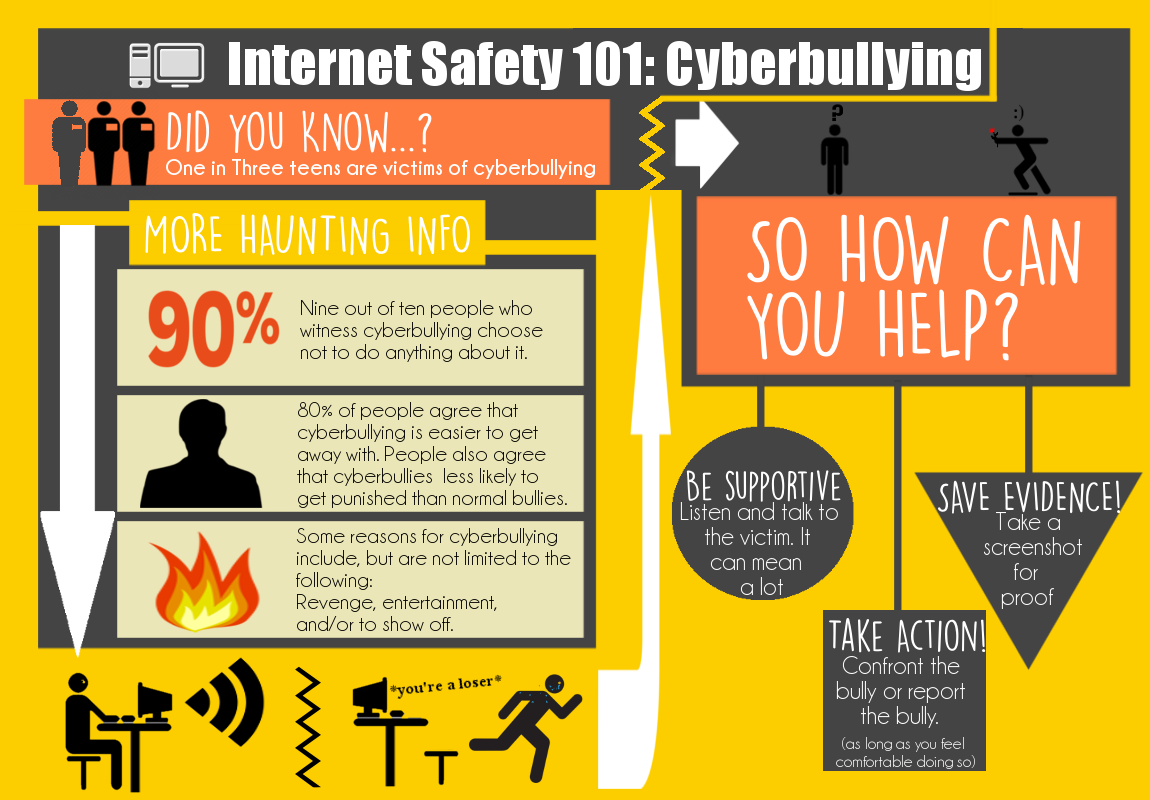 Internet Safety 101: Cyberbullying
DID YOU KNOW...?
One in Three teens are victims of cyberbullying
MORE HAUNTING INFO
90%
Nine out of ten people who
witness cyberbullying choose
not to do anything about it.
80% of people agree that
cyberbullying is easier to get
away with. People also agree
that cyberbullies less likely to
get punished than normal bullies.
Some reasons for cyberbullying
include, but are not limited to the
following:
Revenge, entertainment,
and/or to show off.
*you're a loser*
?
:)
SO HOW CAN
YOU HELP?
BE SUPPORTIVE
Listen and talk to
the victim. It
can mean
a lot
TAKE ACTION!
Confront the
bully or report
the bully.
(as long as you feel
comfortable doing so)
SAVE EVIDENCE!
Take a
screenshot
for
proof